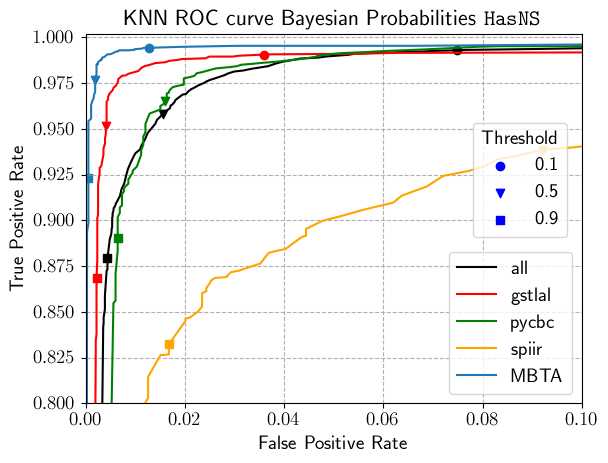 KNN ROC curve Bayesian Probabilities HasNS
True Positive Rate
1.000
0.975
0.950
0.925
0.900
0.875
0.850
0.825
0.800
Threshold
0.1
0.5
0.9
all
gstlal
pycbc
spiir
MBTA
0.00 0.02 0.04 0.06 0.08 0.10
False Positive Rate